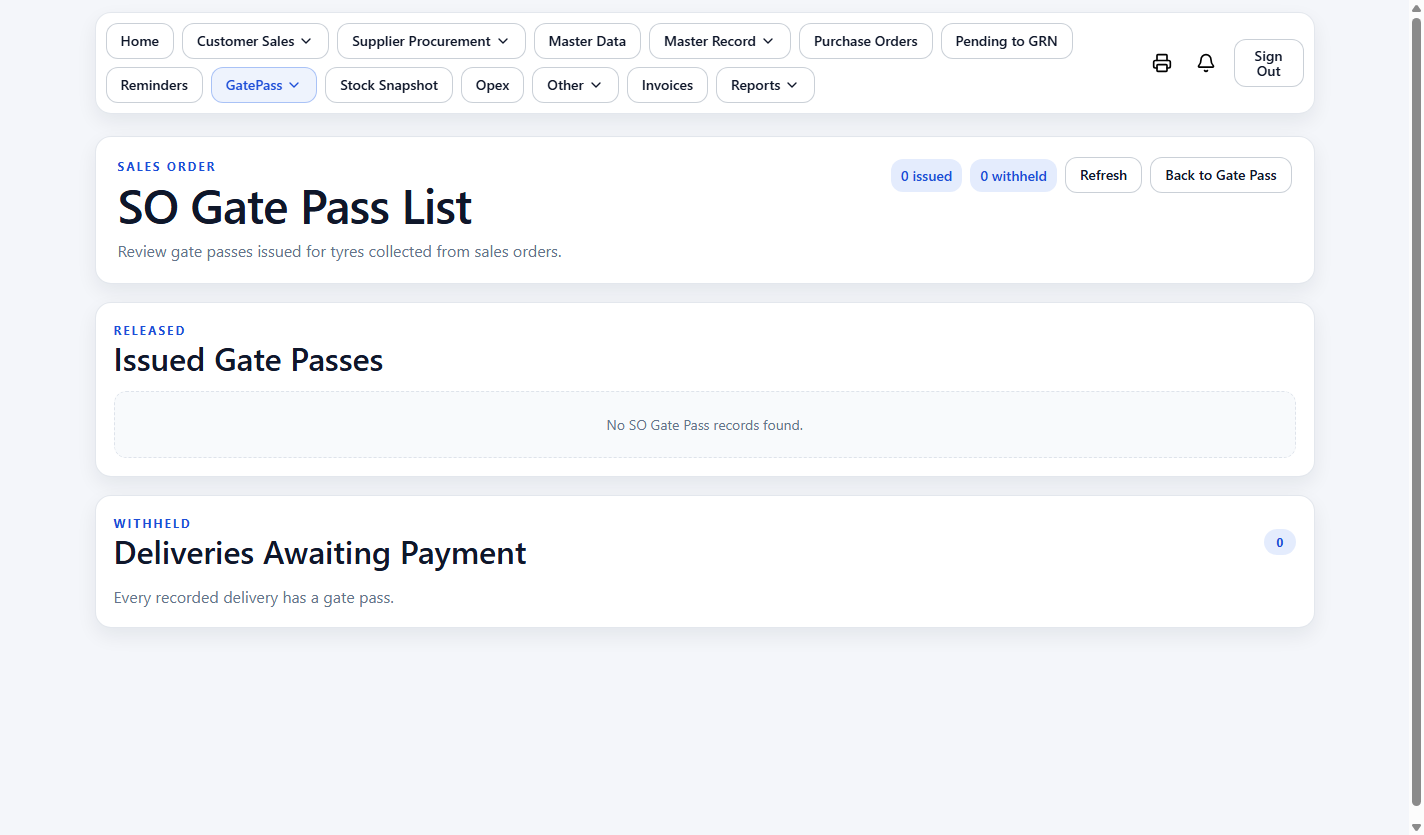 Home Customer Sales Supplier Procurement Master Data Master Record Purchase Orders Pending to GRN
Reminders GatePass Stock Snapshot Opex Other Invoices Reports
Sign
Out
SALES ORDER
SO Gate Pass List
Review gate passes issued for tyres collected from sales orders.
0 issued 0 withheld Refresh Back to Gate Pass
RELEASED
Issued Gate Passes
No SO Gate Pass records found.
WITHHELD
Deliveries Awaiting Payment
0
Every recorded delivery has a gate pass.